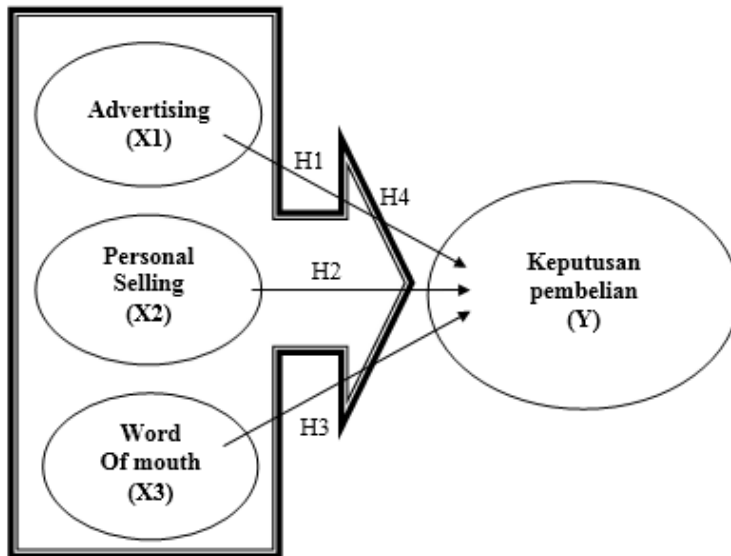 Advertising
(X1)
H1
H4
Personal
Selling
(X2)
H2
Keputusan
pembelian
(Y)
Word
Of mouth
(X3)
H3